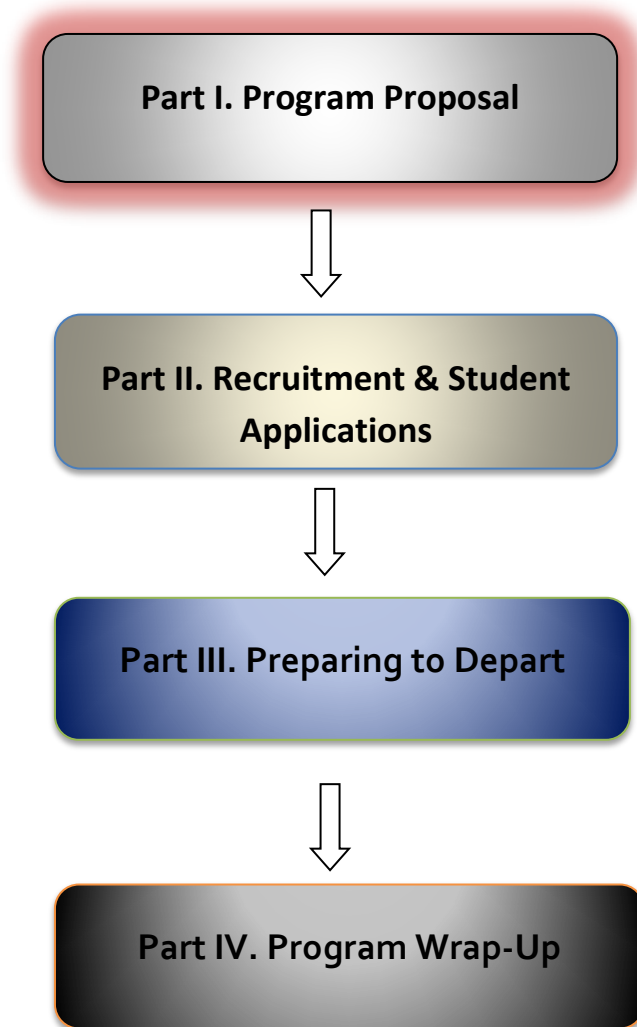 Part I. Program Proposal
Part II. Recruitment & Student
Applications
Part III. Preparing to Depart
Part IV. Program Wrap-Up